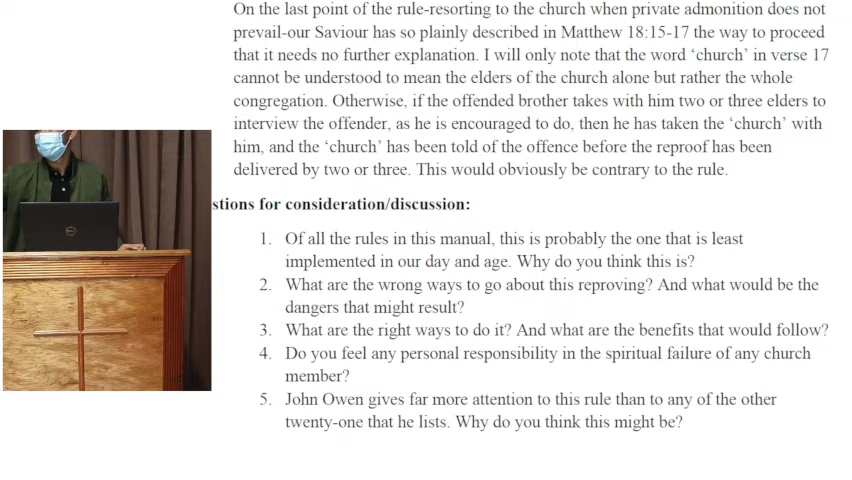 On the last point of the rule-resorting to the church when private admonition does not
prevail-our Saviour has so plainly described in Matthew 18:15-17 the way to proceed
that it needs no further explanation. I will only note that the word ‘church’ in verse 17
cannot be understood to mean the elders of the church alone but rather the whole
congregation. Otherwise, if the offended brother takes with him two or three elders to
interview the offender, as he is encouraged to do, then he has taken the ‘church’ with
him, and the ‘church’ has been told of the offence before the reproof has been
delivered by two or three. This would obviously be contrary to the rule.
stions for consideration/discussion:
1. Of all the rules in this manual, this is probably the one that is least
implemented in our day and age. Why do you think this is?
2. What are the wrong ways to go about this reproving? And what would be the
dangers that might result?
3. What are the right ways to do it? And what are the benefits that would follow?
4. Do you feel any personal responsibility in the spiritual failure of any church
member?
5. John Owen gives far more attention to this rule than to any of the other
twenty-one that he lists. Why do you think this might be?
DELL